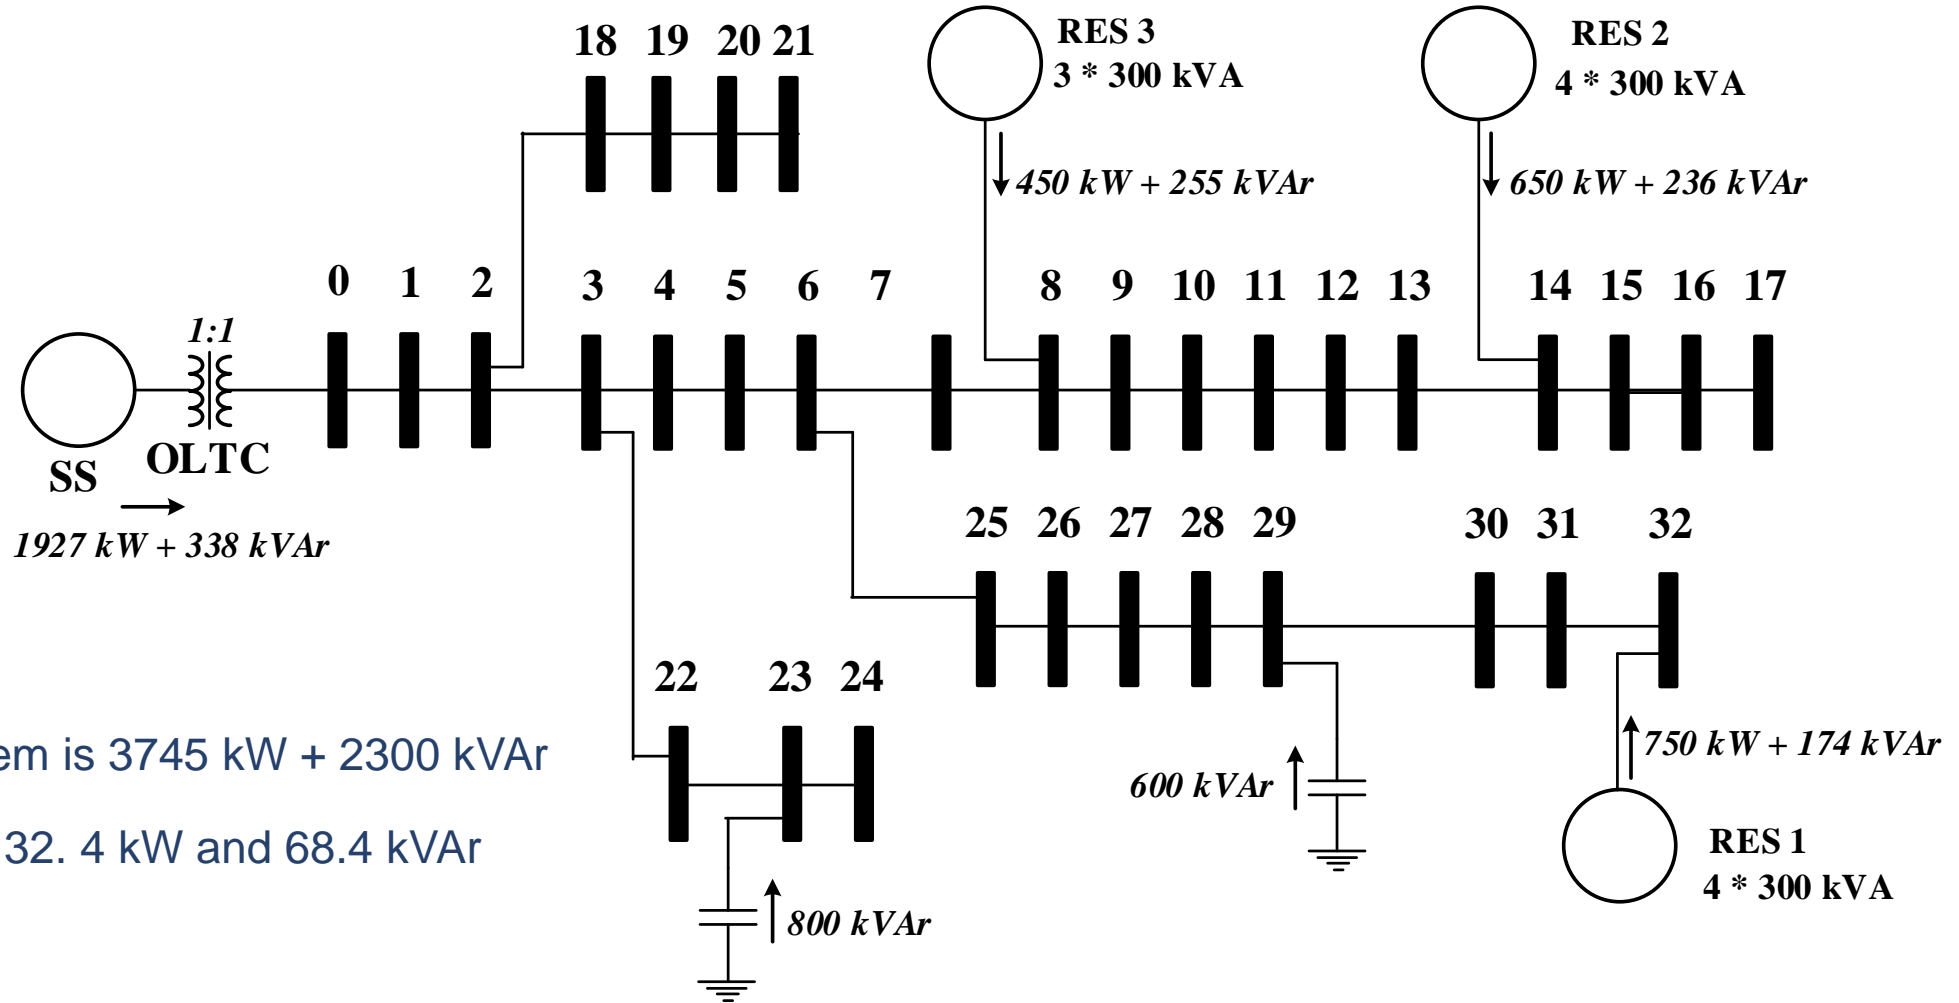 18 19 20 21
RES 3
3 * 300 kVA
RES 2
4 * 300 kVA
450 kW + 255 kVAr
650 kW + 236 kVAr
0 1 2 3 4 5 6 7 8 9 10 11 12 13 14 15 16 17
1:1
OLTC
SS
1927 kW + 338 kVAr
25 26 27 28 29 30 31 32
22 23 24
em is 3745 kW + 2300 kVAr
32. 4 kW and 68.4 kVAr
600 kVAr
750 kW + 174 kVAr
RES 1
4 * 300 kVA
800 kVAr